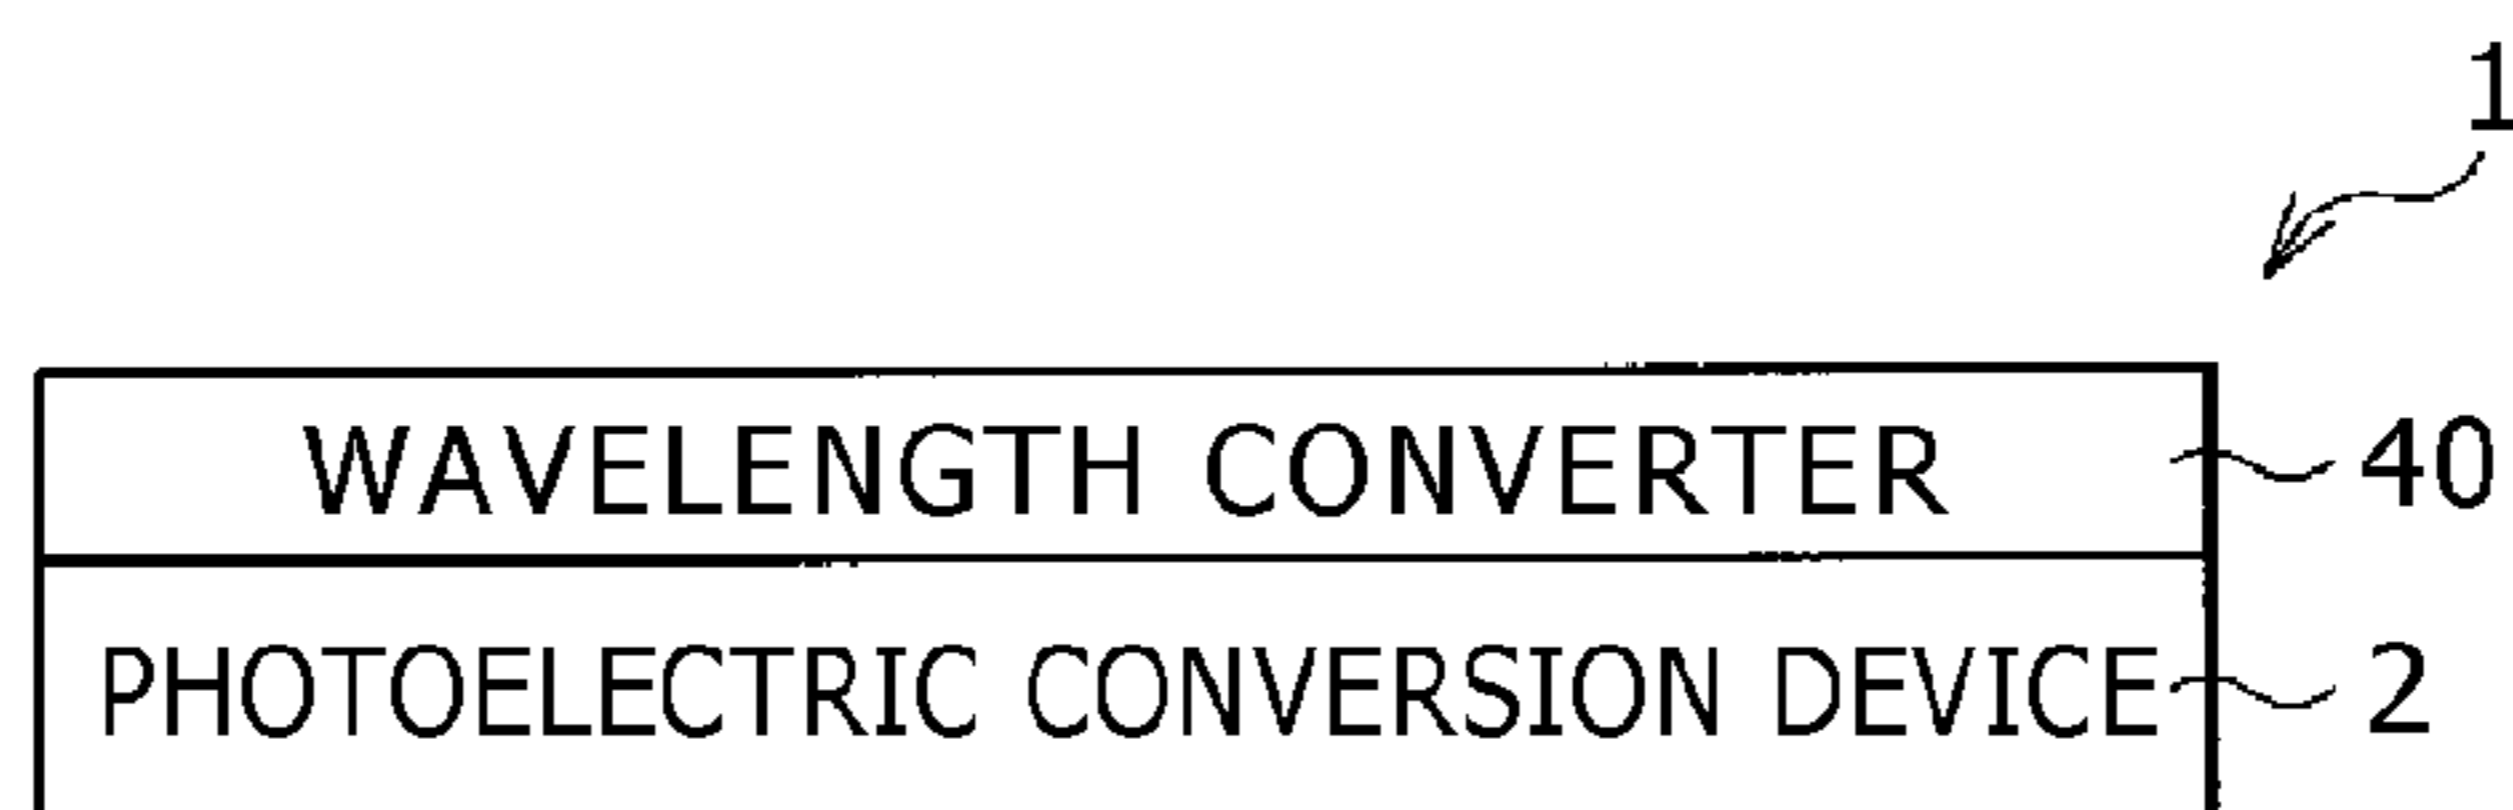 1
WAVELENGTH CONVERTER 40
PHOTOELECTRIC CONVERSION DEVICE 2